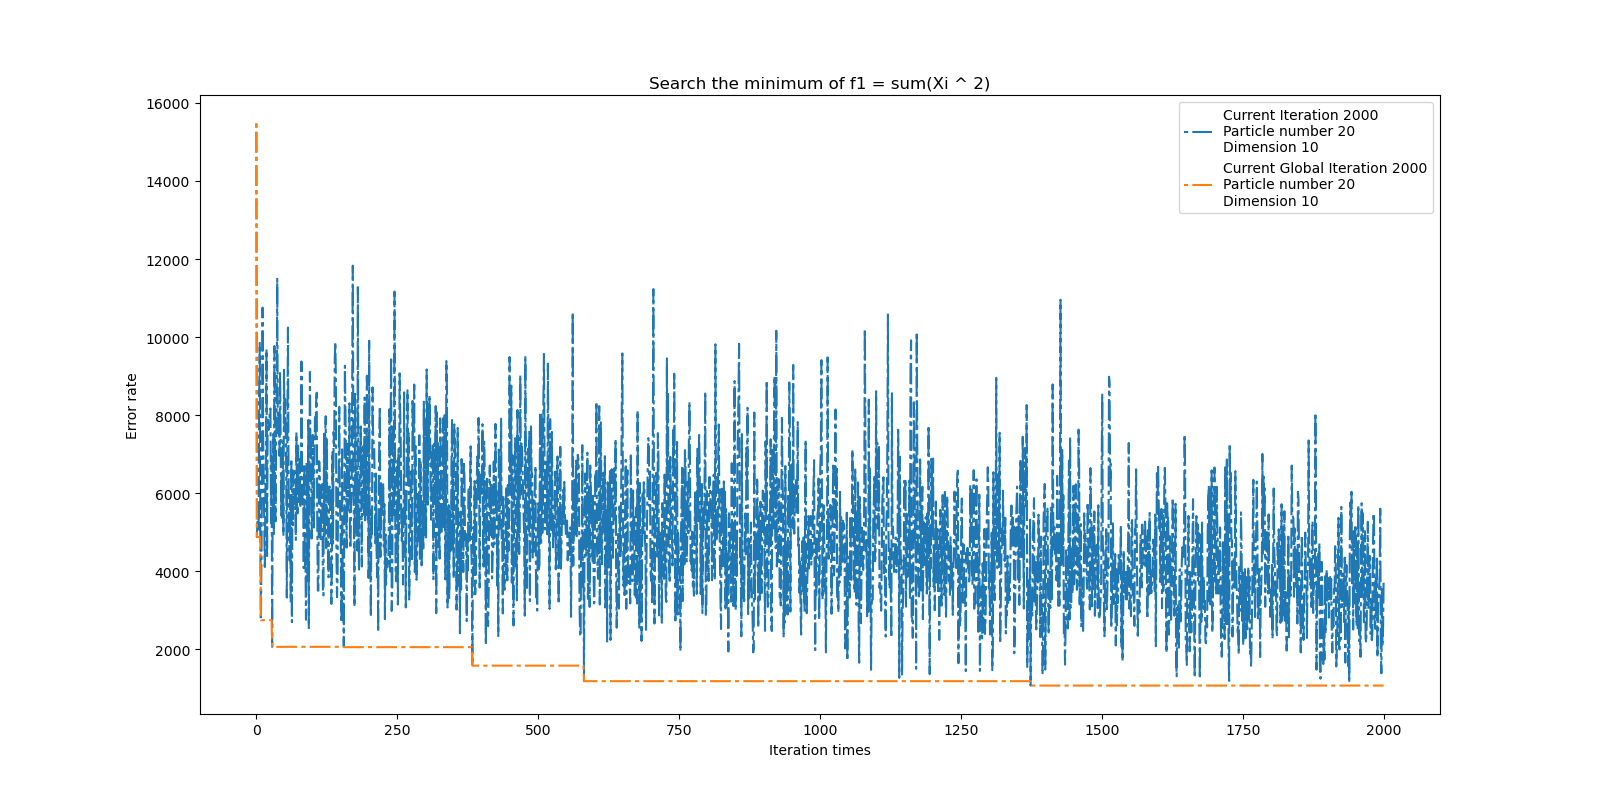 Search the minimum of f1 = sum(Xi ^ 2)
Current Iteration 2000
Particle number 20
Dimension 10
Current Global Iteration 2000
Particle number 20
Dimension 10
Error rate
16000
14000
12000
10000
8000
6000
4000
2000
0
250
500
750
1000
1250
1500
1750
2000
Iteration times